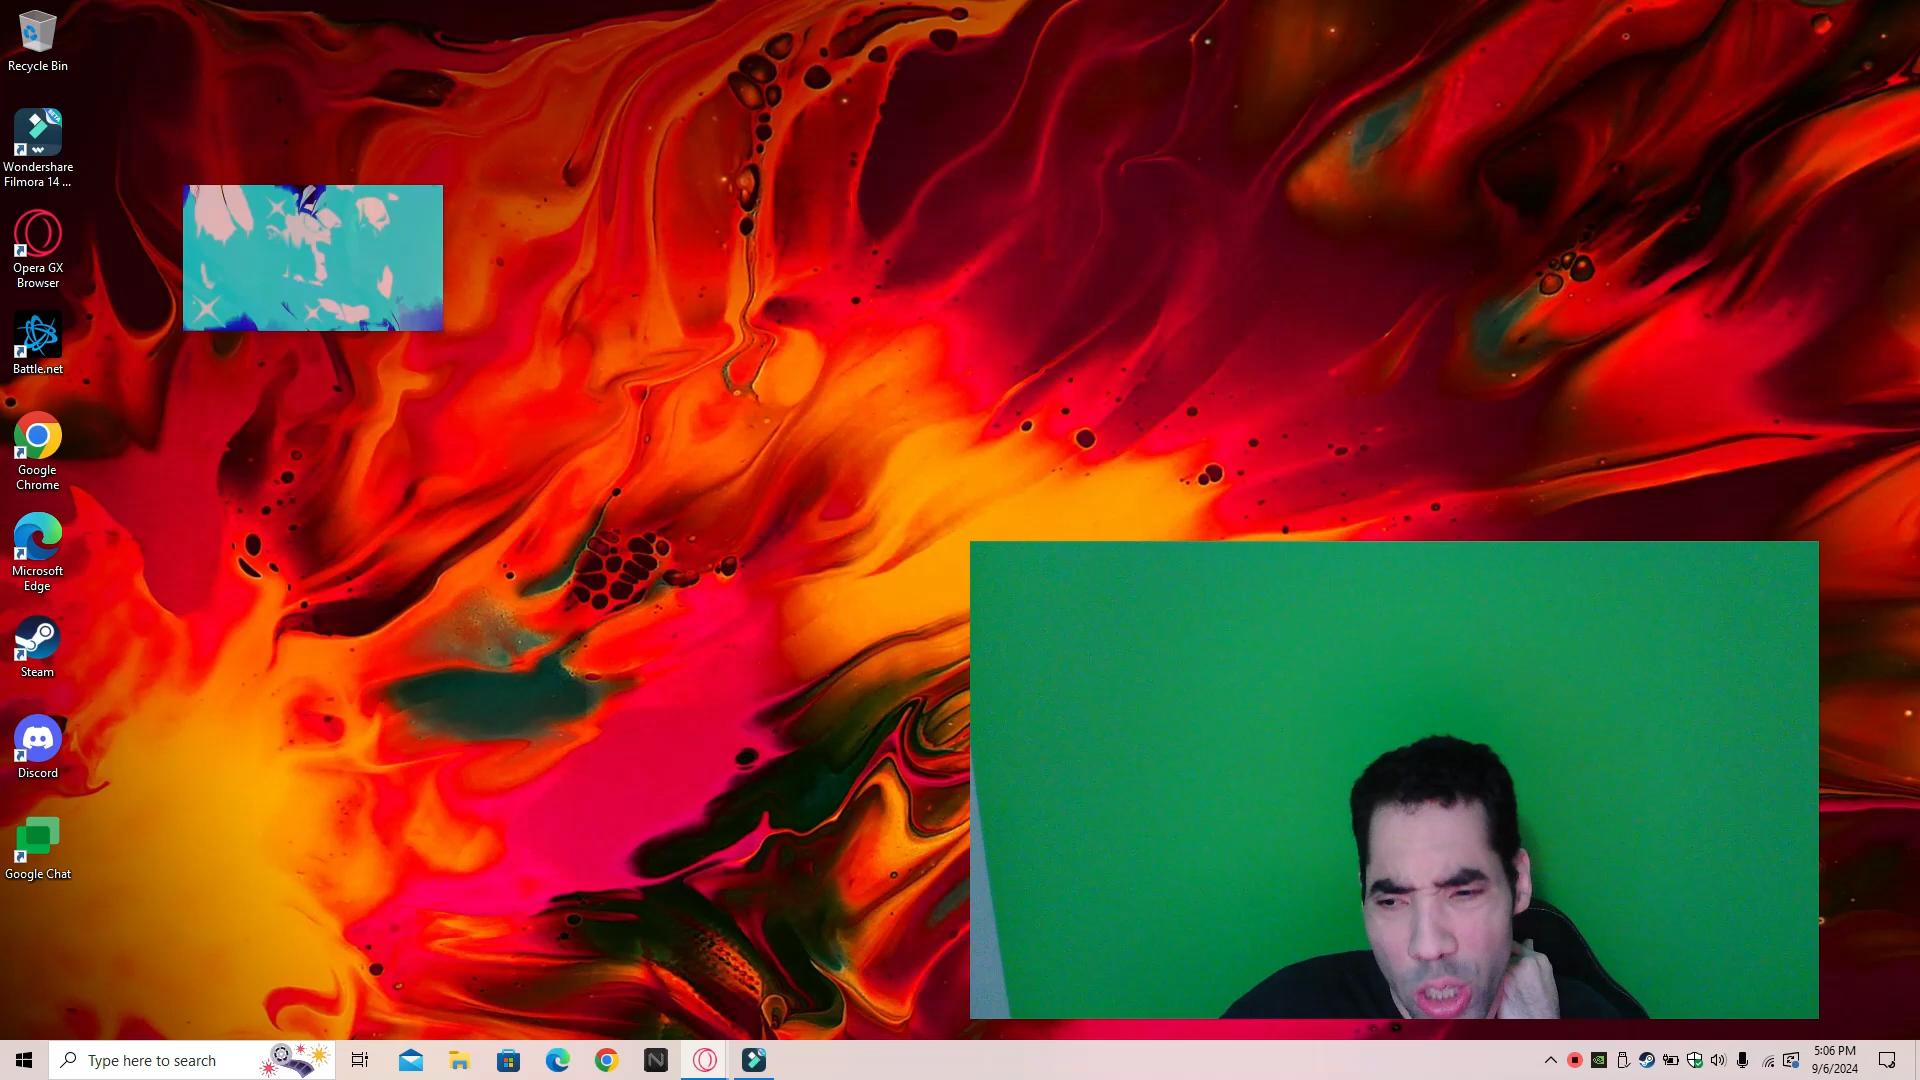 Recycle Bin
Wondershare
Filmora 14 ...
Opera GX
Browser
Battle.net
Google
Chrome
Microsoft
Edge
Steam
Discord
Google Chat
Type here to search
5:06 PM
9/6/2024